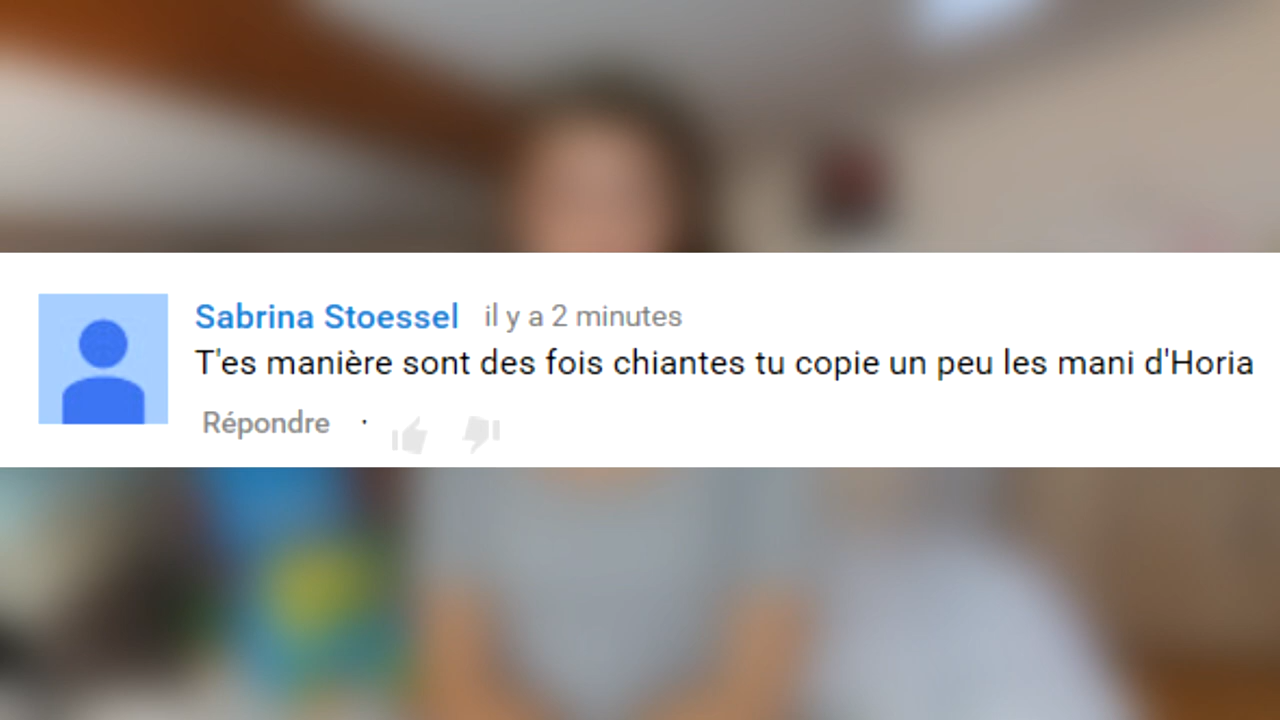 Sabrina Stoessel il y a 2 minutes
T'es manière sont des fois chiantes tu copie un peu les mani d'Horia
Répondre ·